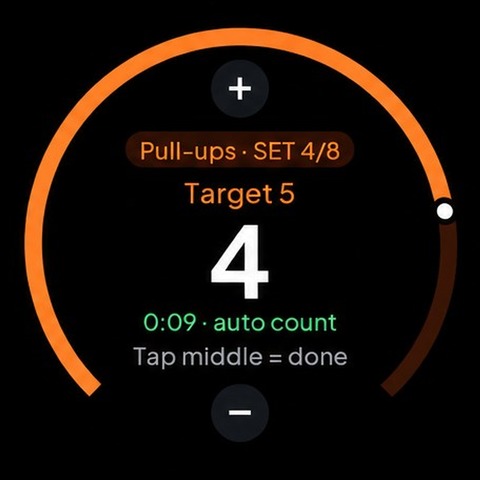 +
Pull-ups · SET 4/8
Target 5
4
0:09 · auto count
Tap middle = done
−